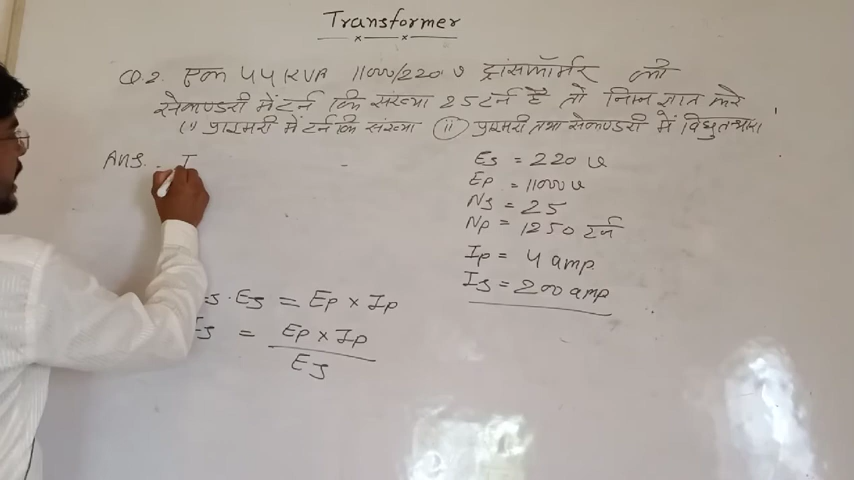 Transformer
Q.2. एक 44 KVA 11000/220 v ट्रांसफॉर्मर की
सेकण्डरी में टर्न कि संख्या 25 टर्न है तो निम्न ज्ञात करे
(i) प्राइमरी में टर्न कि संख्या (ii) प्राइमरी तथा सेकण्डरी में विधुत धारा
Ans. - I
Es = 220 v
Ep = 11000 v
Ns = 25
Np = 1250 टर्न
Ip = 4 amp
Is = 200 amp
s . Es = Ep × Ip
Is = Ep × Ip
Es